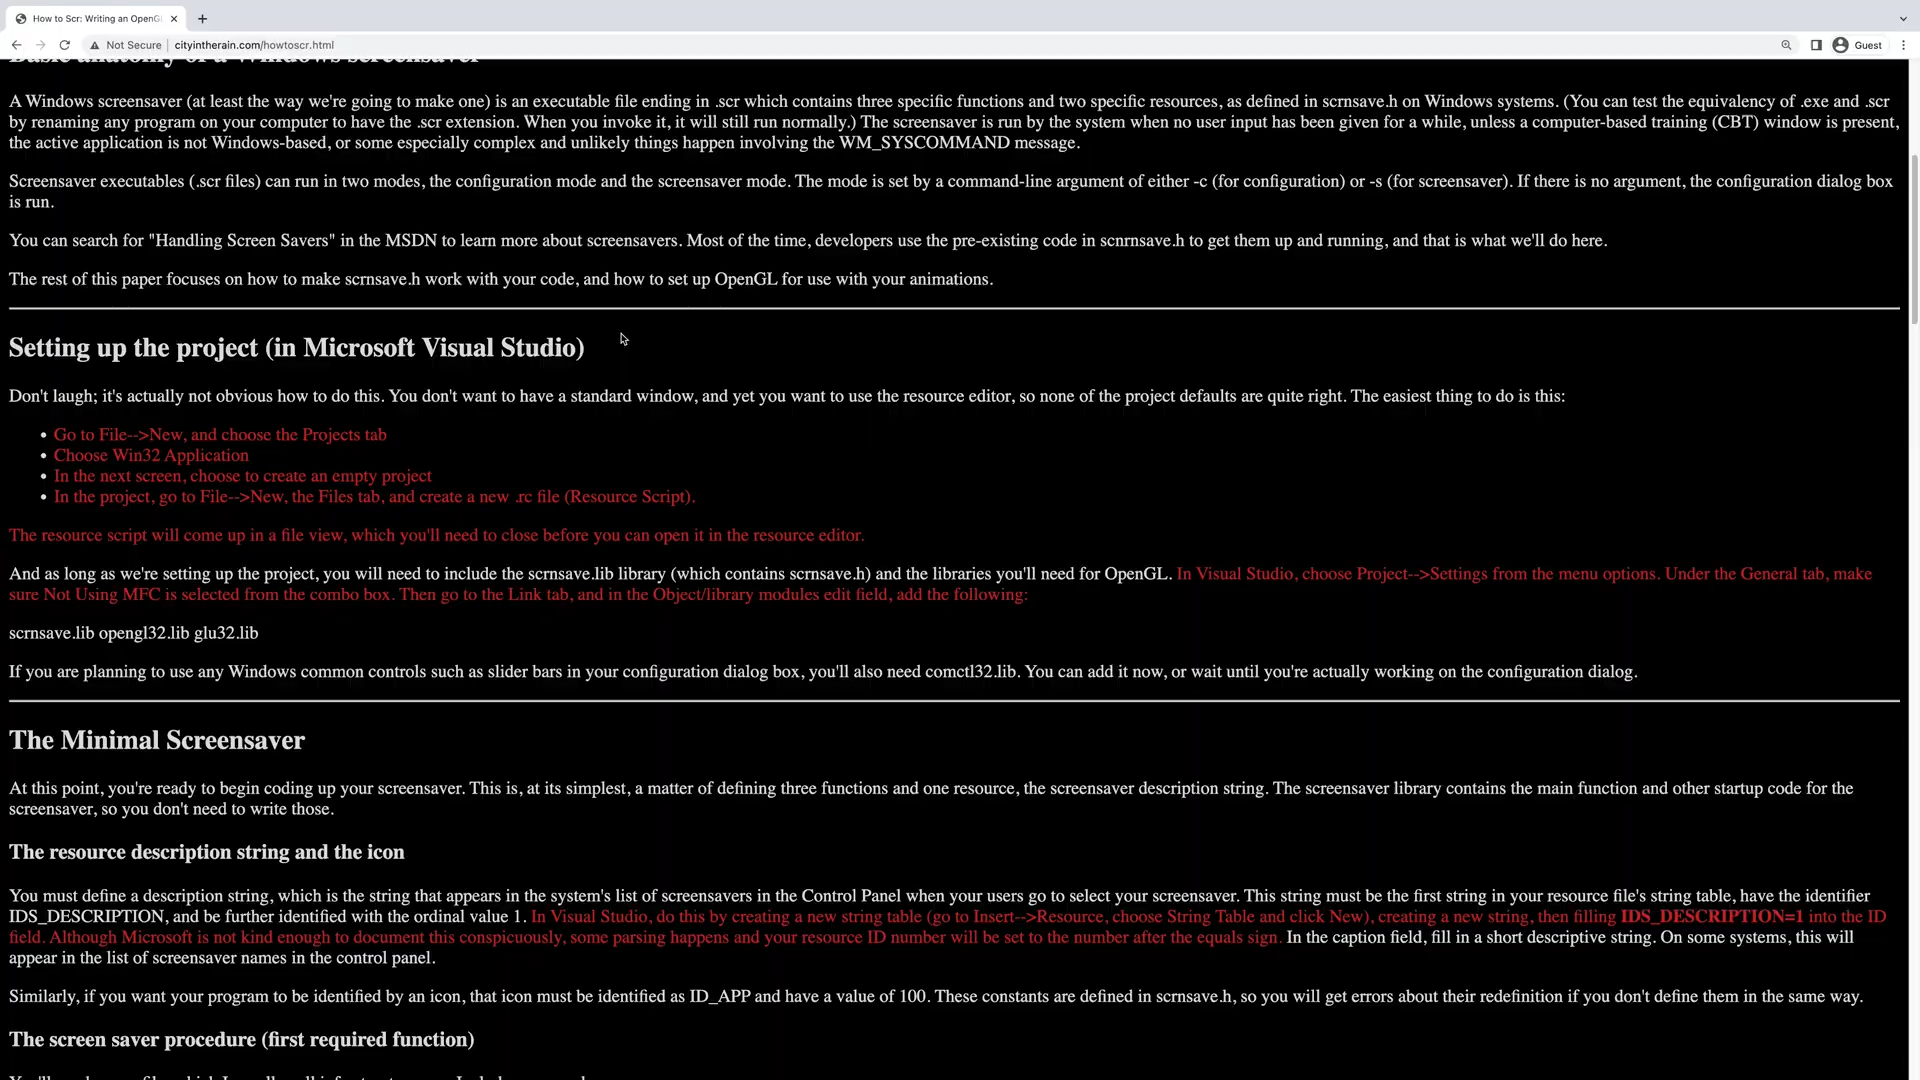 How to Scr: Writing an OpenG
Not Secure
cityintherain.com/howtoscr.html
Guest
Basic anatomy of a Windows screensaver
A Windows screensaver (at least the way we're going to make one) is an executable file ending in .scr which contains three specific functions and two specific resources, as defined in scrnsave.h on Windows systems. (You can test the equivalency of .exe and .scr
by renaming any program on your computer to have the .scr extension. When you invoke it, it will still run normally.) The screensaver is run by the system when no user input has been given for a while, unless a computer-based training (CBT) window is present,
the active application is not Windows-based, or some especially complex and unlikely things happen involving the WM_SYSCOMMAND message.
Screensaver executables (.scr files) can run in two modes, the configuration mode and the screensaver mode. The mode is set by a command-line argument of either -c (for configuration) or -s (for screensaver). If there is no argument, the configuration dialog box
is run.
You can search for "Handling Screen Savers" in the MSDN to learn more about screensavers. Most of the time, developers use the pre-existing code in scnrnsave.h to get them up and running, and that is what we'll do here.
The rest of this paper focuses on how to make scrnsave.h work with your code, and how to set up OpenGL for use with your animations.
Setting up the project (in Microsoft Visual Studio)
Don't laugh; it's actually not obvious how to do this. You don't want to have a standard window, and yet you want to use the resource editor, so none of the project defaults are quite right. The easiest thing to do is this:
• Go to File-->New, and choose the Projects tab
• Choose Win32 Application
• In the next screen, choose to create an empty project
• In the project, go to File-->New, the Files tab, and create a new .rc file (Resource Script).
The resource script will come up in a file view, which you'll need to close before you can open it in the resource editor.
And as long as we're setting up the project, you will need to include the scrnsave.lib library (which contains scrnsave.h) and the libraries you'll need for OpenGL. In Visual Studio, choose Project-->Settings from the menu options. Under the General tab, make
sure Not Using MFC is selected from the combo box. Then go to the Link tab, and in the Object/library modules edit field, add the following:
scrnsave.lib opengl32.lib glu32.lib
If you are planning to use any Windows common controls such as slider bars in your configuration dialog box, you'll also need comctl32.lib. You can add it now, or wait until you're actually working on the configuration dialog.
The Minimal Screensaver
At this point, you're ready to begin coding up your screensaver. This is, at its simplest, a matter of defining three functions and one resource, the screensaver description string. The screensaver library contains the main function and other startup code for the
screensaver, so you don't need to write those.
The resource description string and the icon
You must define a description string, which is the string that appears in the system's list of screensavers in the Control Panel when your users go to select your screensaver. This string must be the first string in your resource file's string table, have the identifier
IDS_DESCRIPTION, and be further identified with the ordinal value 1. In Visual Studio, do this by creating a new string table (go to Insert-->Resource, choose String Table and click New), creating a new string, then filling IDS_DESCRIPTION=1 into the ID
field. Although Microsoft is not kind enough to document this conspicuously, some parsing happens and your resource ID number will be set to the number after the equals sign. In the caption field, fill in a short descriptive string. On some systems, this will
appear in the list of screensaver names in the control panel.
Similarly, if you want your program to be identified by an icon, that icon must be identified as ID_APP and have a value of 100. These constants are defined in scrnsave.h, so you will get errors about their redefinition if you don't define them in the same way.
The screen saver procedure (first required function)